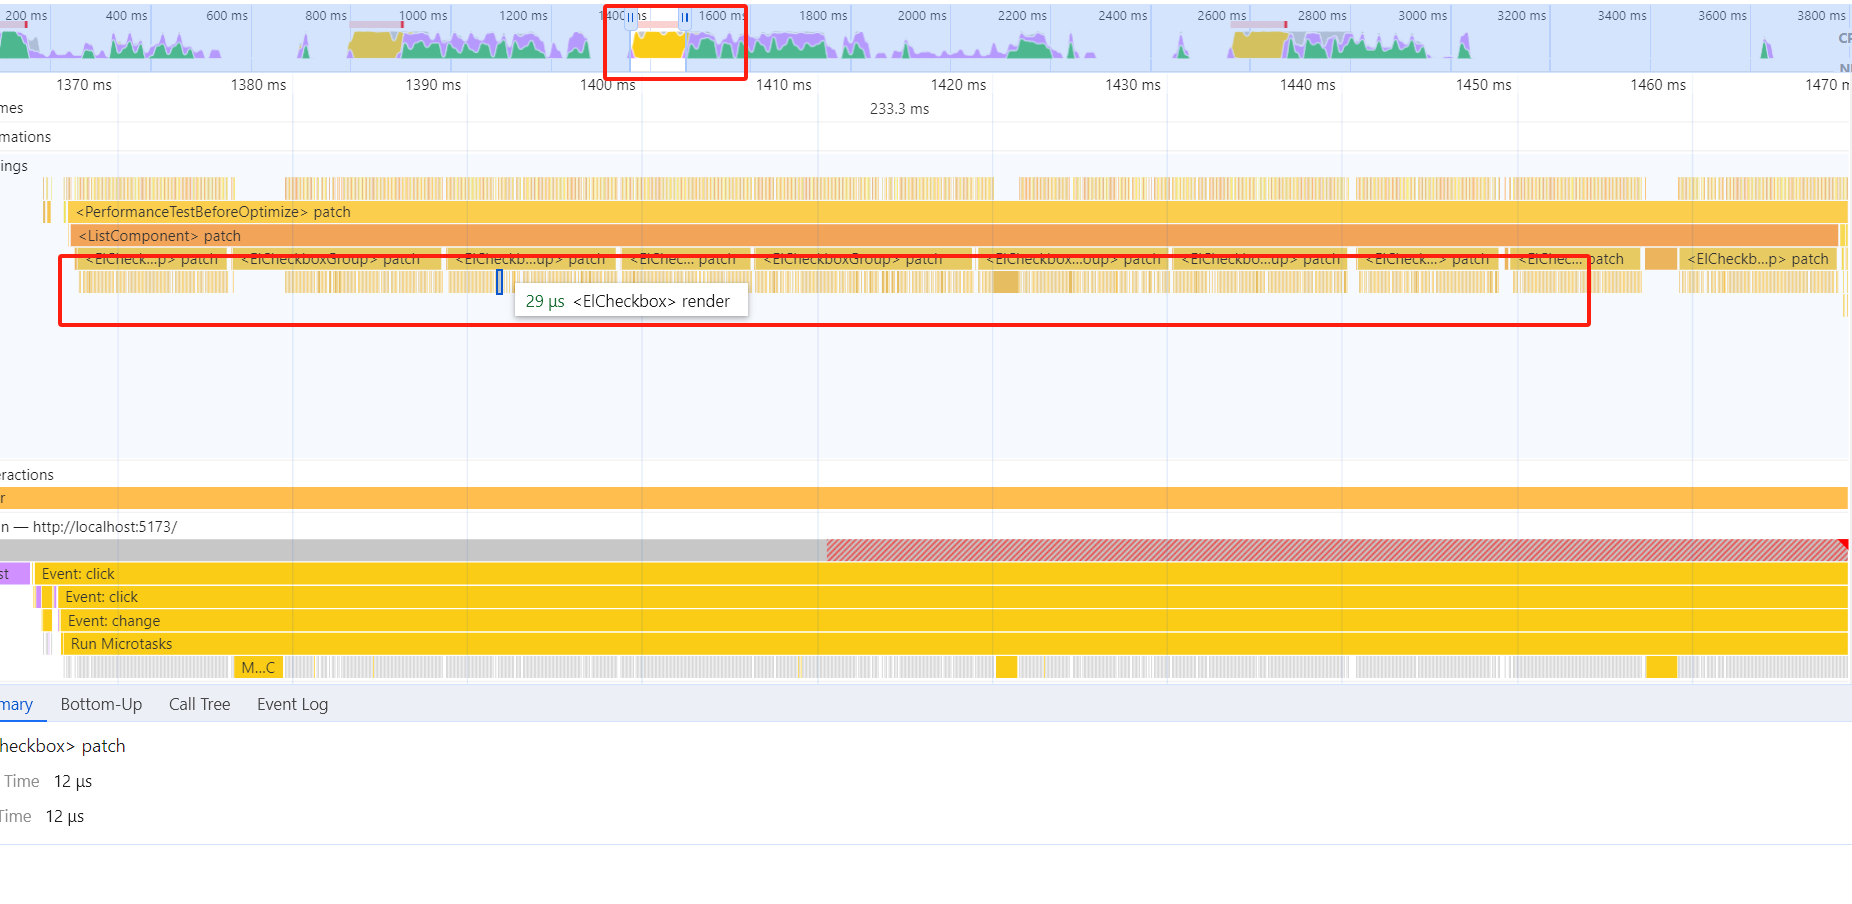 200 ms 400 ms 600 ms 800 ms 1000 ms 1200 ms 1400 ms 1600 ms 1800 ms 2000 ms 2200 ms 2400 ms 2600 ms 2800 ms 3000 ms 3200 ms 3400 ms 3600 ms 3800 ms
1370 ms 1380 ms 1390 ms 1400 ms 1410 ms 1420 ms 1430 ms 1440 ms 1450 ms 1460 ms 1470 m
mes 233.3 ms
mations
ings
<PerformanceTestBeforeOptimize> patch
<ListComponent> patch
<ElCheck...p> patch <ElCheckboxGroup> patch <ElCheckb...up> patch <ElChec... patch <ElCheckboxGroup> patch <ElCheckbox...oup> patch <ElCheckbo...up> patch <ElCheck...> patch <ElChec... patch <ElCheckb...p> patch
29 μs <ElCheckbox> render
eractions
r
n — http://localhost:5173/
st Event: click
Event: click
Event: change
Run Microtasks
M...C
mary Bottom-Up Call Tree Event Log
heckbox> patch
Time 12 μs
Time 12 μs